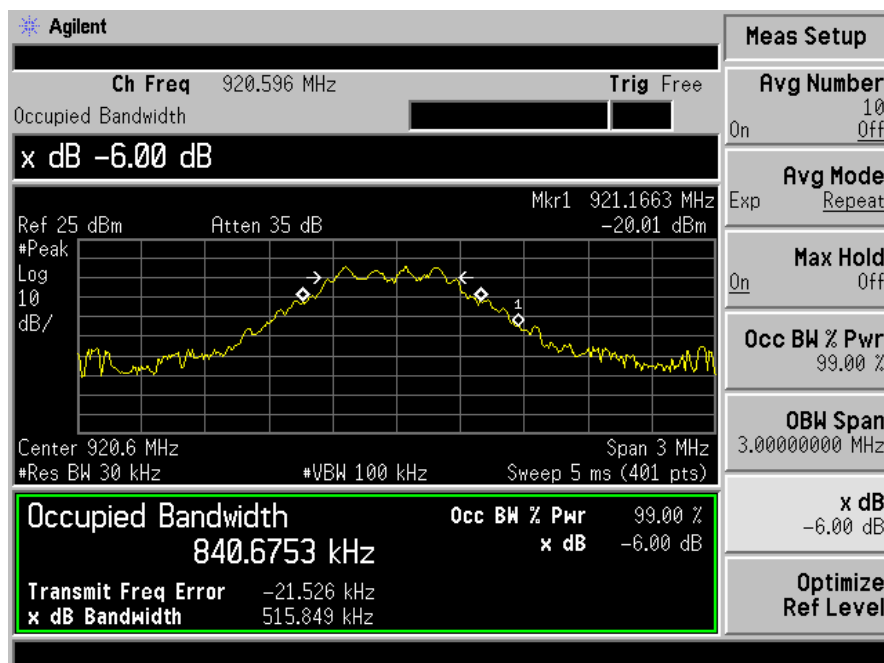 Agilent
Ch Freq 920.596 MHz Trig Free
Occupied Bandwidth
x dB -6.00 dB
Mkr1 921.1663 MHz
Ref 25 dBm Atten 35 dB -20.01 dBm
#Peak
Log
10
dB/
1
Center 920.6 MHz Span 3 MHz
#Res BW 30 kHz #VBW 100 kHz Sweep 5 ms (401 pts)
Occupied Bandwidth Occ BW % Pwr 99.00 %
840.6753 kHz x dB -6.00 dB
Transmit Freq Error -21.526 kHz
x dB Bandwidth 515.849 kHz
Meas Setup
Avg Number
10
On Off
Avg Mode
Exp Repeat
Max Hold
On Off
Occ BW % Pwr
99.00 %
OBW Span
3.00000000 MHz
x dB
-6.00 dB
Optimize
Ref Level